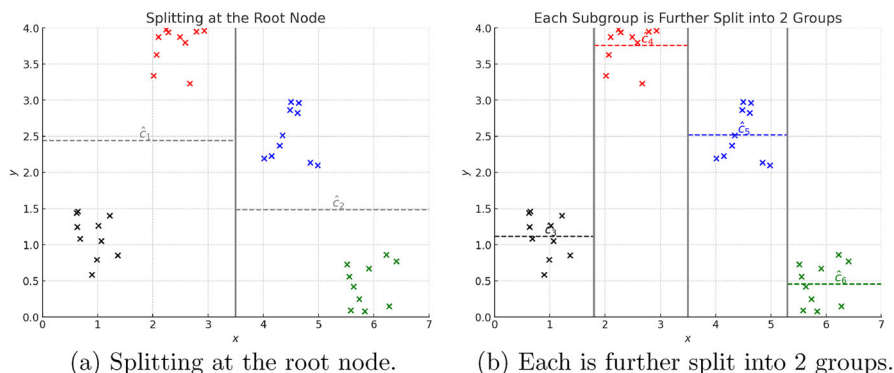 Splitting at the Root Node
4.0
3.5
3.0
2.5
2.0
1.5
1.0
0.5
0.0
y
ĉ1
ĉ2
0 1 2 3 4 5 6 7
x
(a) Splitting at the root node.
Each Subgroup is Further Split into 2 Groups
4.0
3.5
3.0
2.5
2.0
1.5
1.0
0.5
0.0
y
ĉ4
ĉ5
ĉ3
ĉ6
0 1 2 3 4 5 6 7
x
(b) Each is further split into 2 groups.